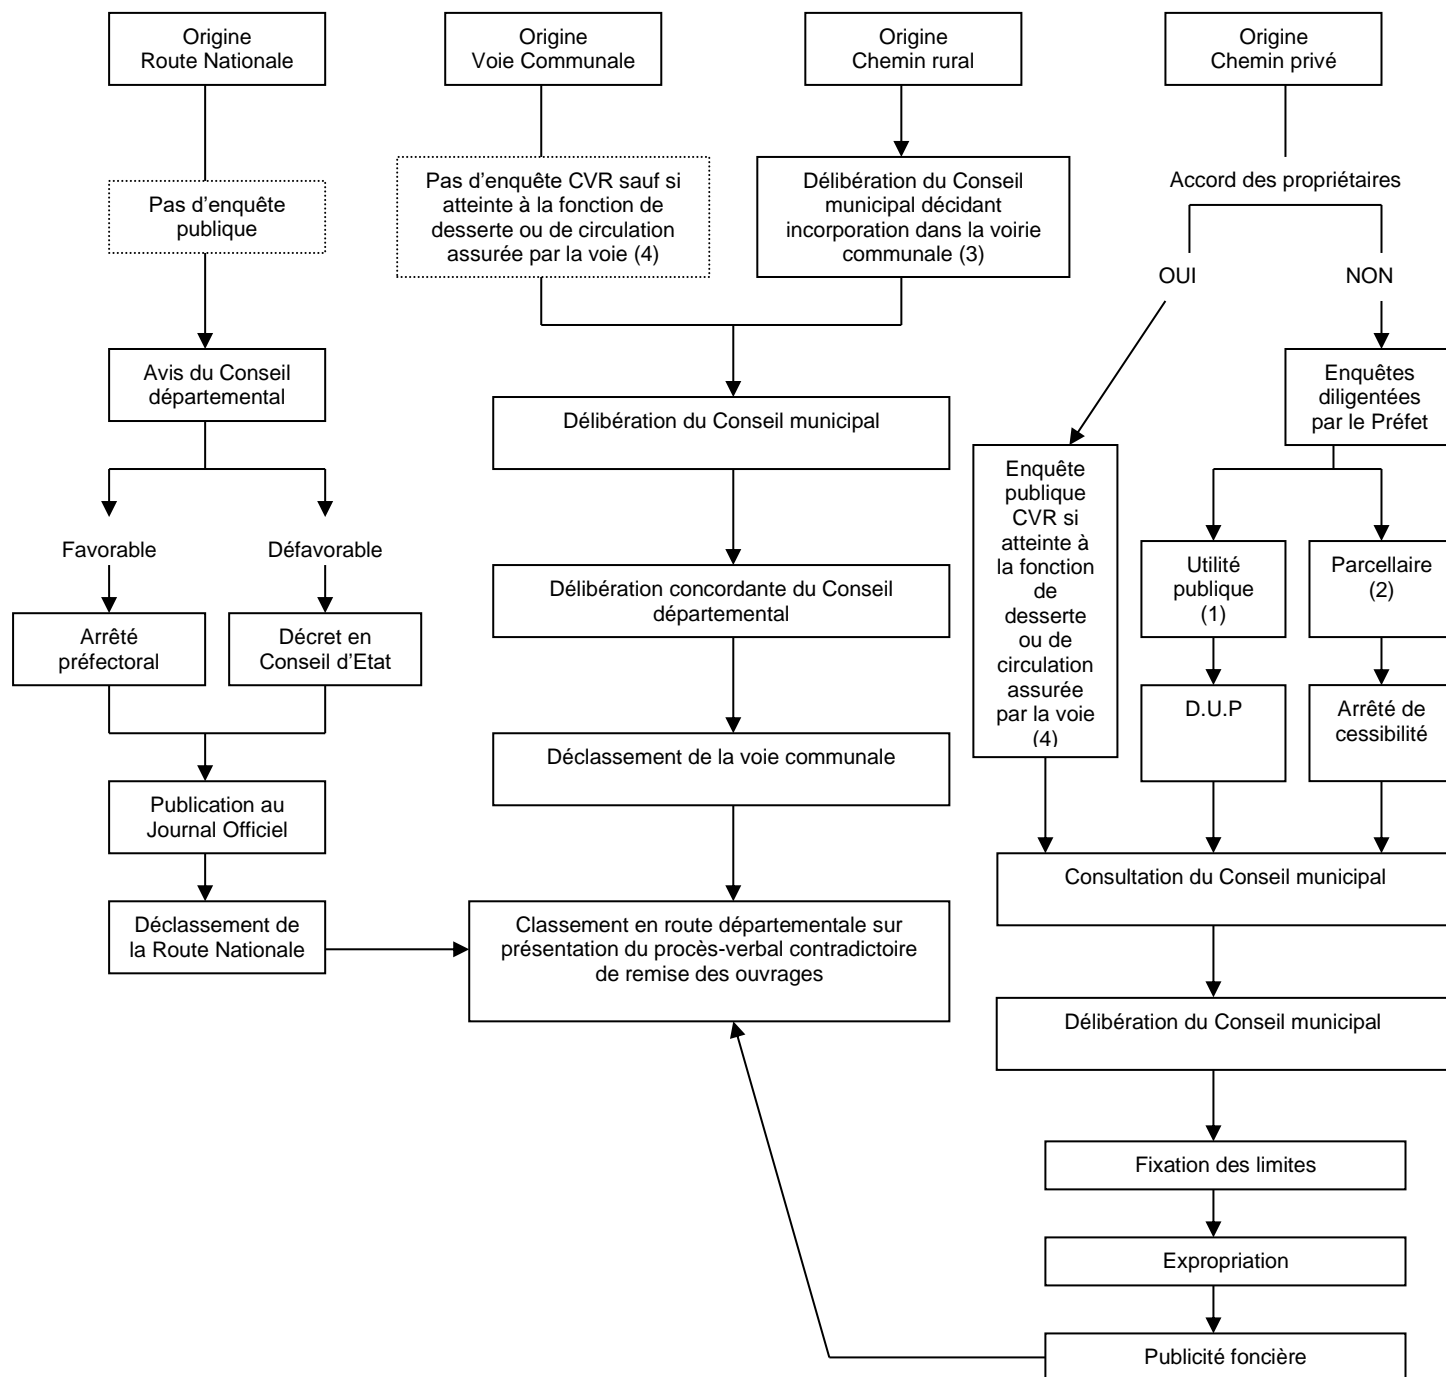 Origine
Route Nationale
Origine
Voie Communale
Origine
Chemin rural
Origine
Chemin privé
Pas d'enquête
publique
Pas d'enquête CVR sauf si
atteinte à la fonction de
desserte ou de circulation
assurée par la voie (4)
Délibération du Conseil
municipal décidant
incorporation dans la voirie
communale (3)
Accord des propriétaires
OUI
NON
Avis du Conseil
départemental
Délibération du Conseil municipal
Enquêtes
diligentées
par le Préfet
Enquête
publique
CVR si
atteinte à
la fonction
de
desserte
ou de
circulation
assurée
par la voie
(4)
Favorable
Défavorable
Délibération concordante du Conseil
départemental
Utilité
publique
(1)
Parcellaire
(2)
Arrêté
préfectoral
Décret en
Conseil d'Etat
D.U.P
Arrêté de
cessibilité
Déclassement de la voie communale
Publication au
Journal Officiel
Consultation du Conseil municipal
Déclassement de
la Route Nationale
Classement en route départementale sur
présentation du procès-verbal contradictoire
de remise des ouvrages
Délibération du Conseil municipal
Fixation des limites
Expropriation
Publicité foncière